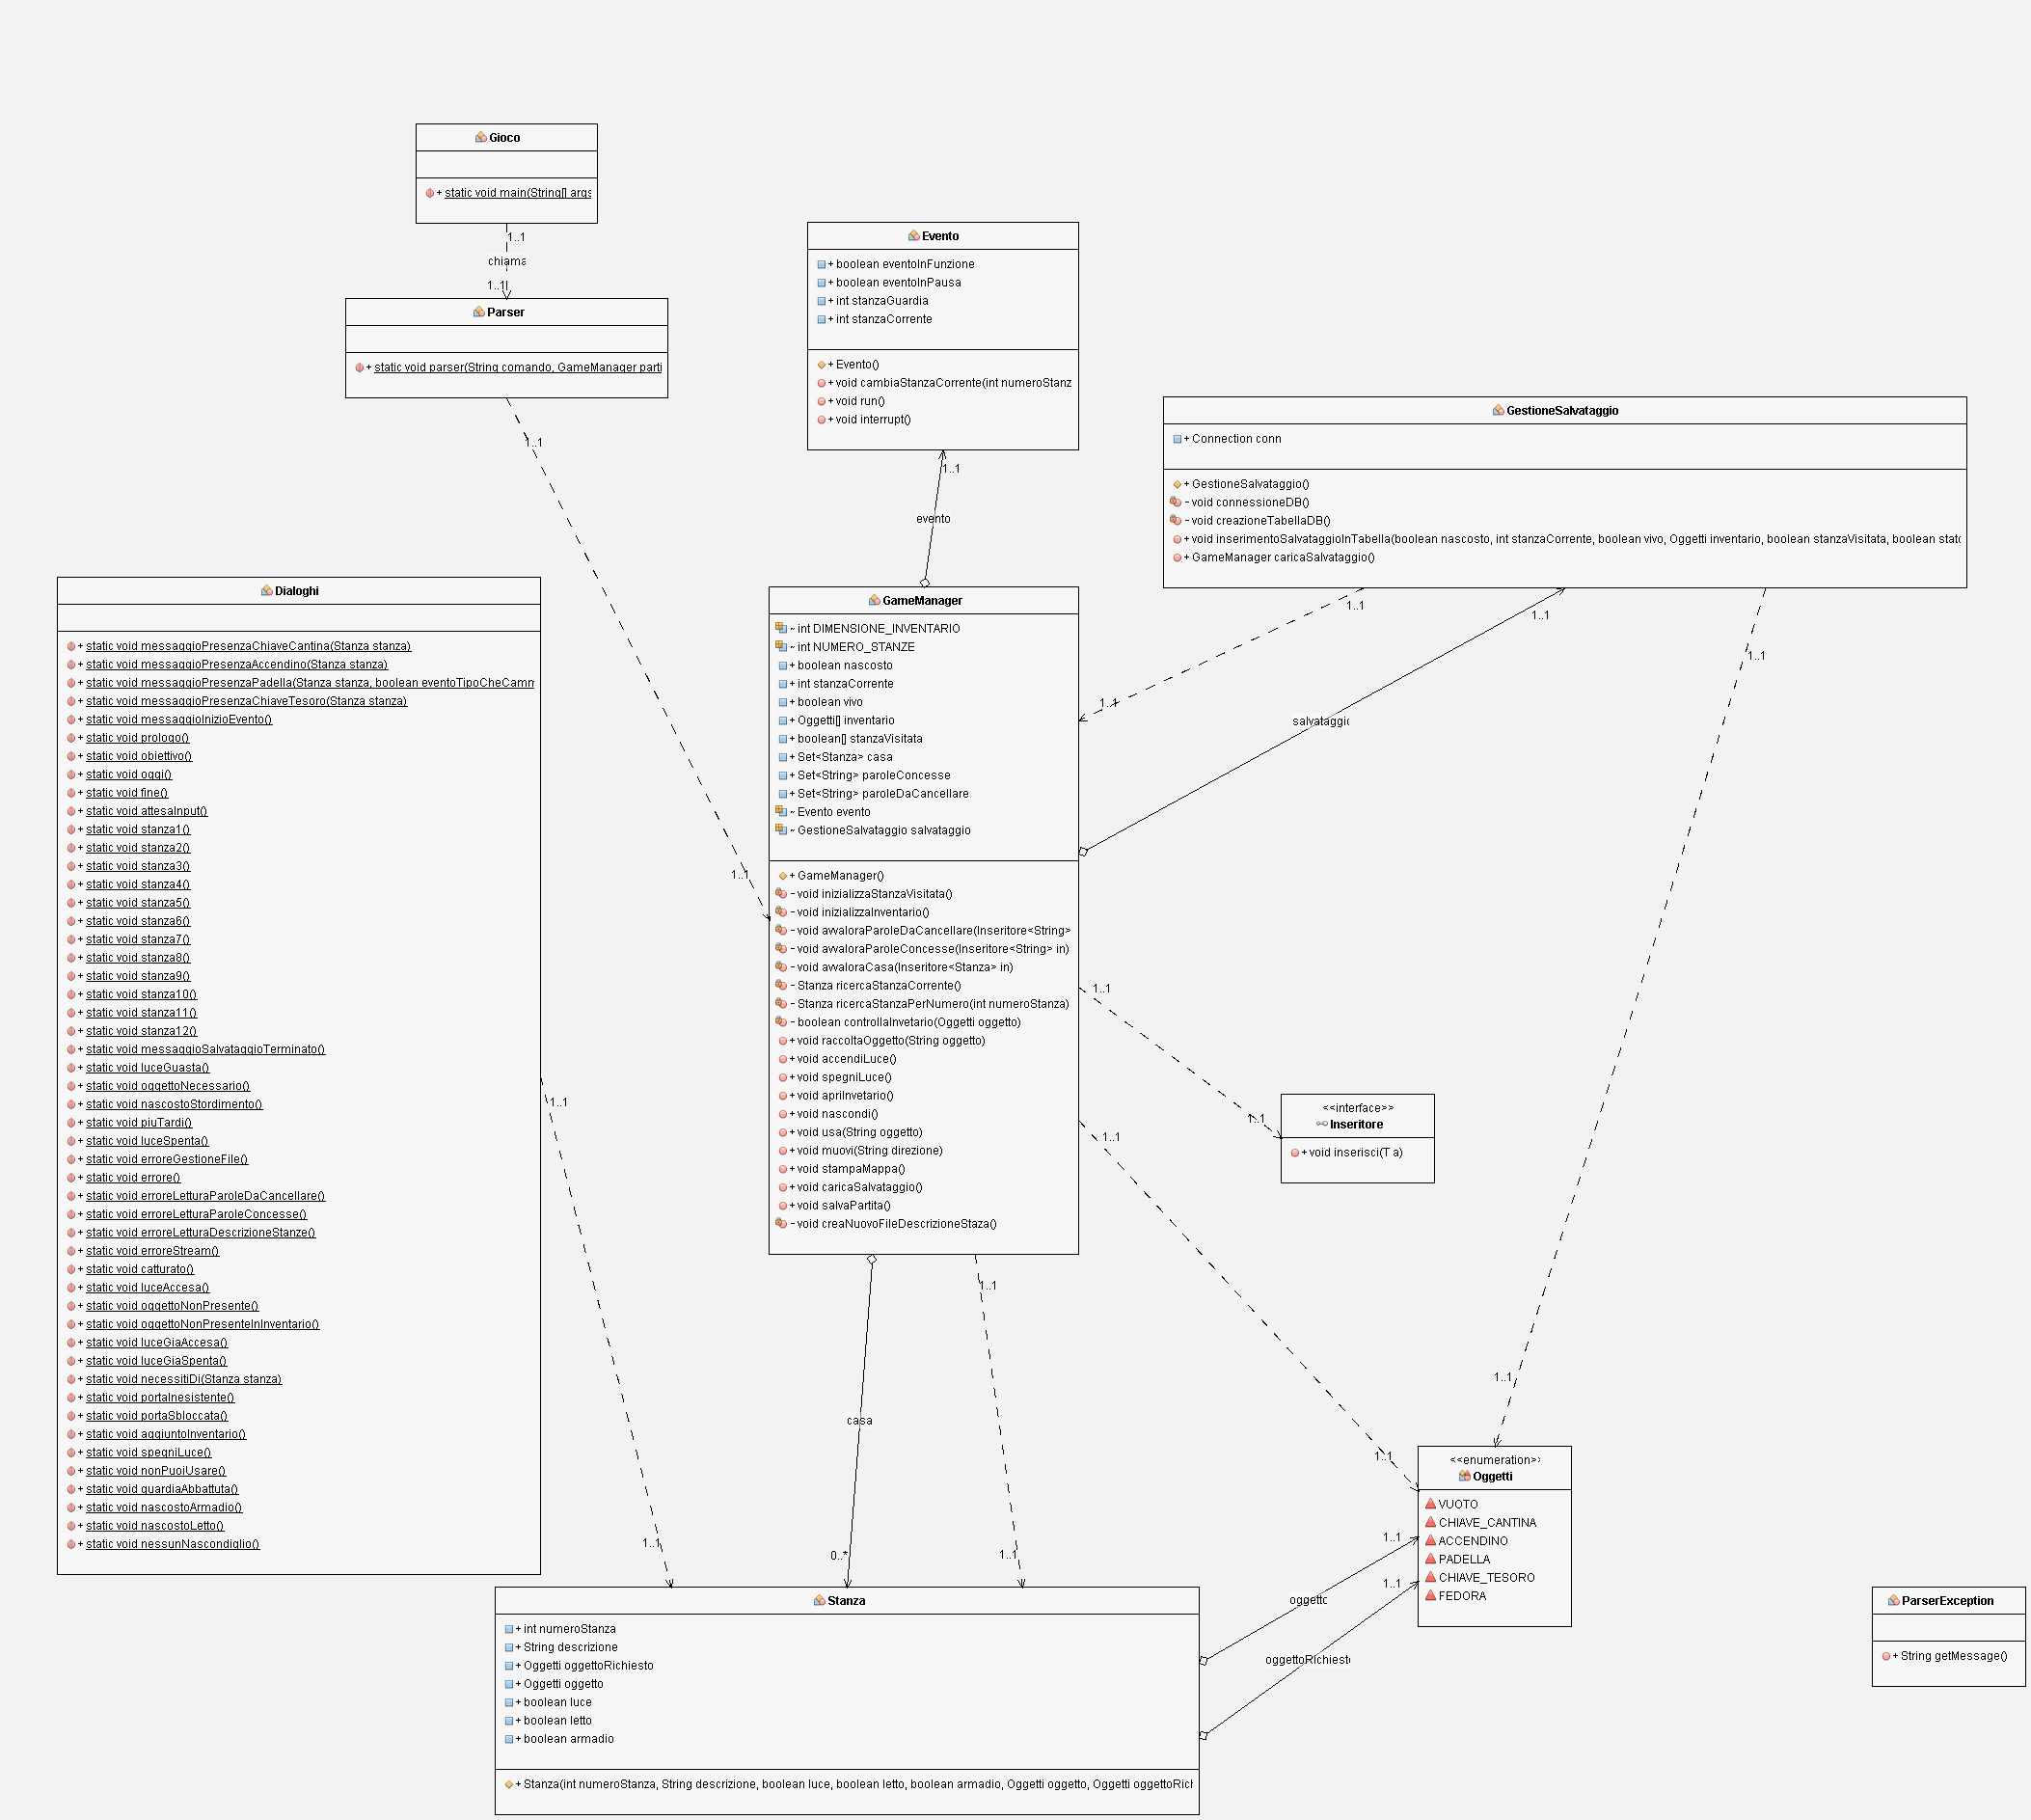 Gioco
+ static void main(String[] args
1..1
chiama
1..1
Parser
+ static void parser(String comando, GameManager parti
1..1
1..1
Evento
+ boolean eventoInFunzione
+ boolean eventoInPausa
+ int stanzaGuardia
+ int stanzaCorrente
+ Evento()
+ void cambiaStanzaCorrente(int numeroStanz
+ void run()
+ void interrupt()
1..1
evento
GestioneSalvataggio
+ Connection conn
+ GestioneSalvataggio()
- void connessioneDB()
- void creazioneTabellaDB()
+ void inserimentoSalvataggioInTabella(boolean nascosto, int stanzaCorrente, boolean vivo, Oggetti inventario, boolean stanzaVisitata, boolean stato
+ GameManager caricaSalvataggio()
1..1
1..1
1..1
salvataggio
1..1
1..1
Dialoghi
+ static void messaggioPresenzaChiaveCantina(Stanza stanza)
+ static void messaggioPresenzaAccendino(Stanza stanza)
+ static void messaggioPresenzaPadella(Stanza stanza, boolean eventoTipoCheCamm
+ static void messaggioPresenzaChiaveTesoro(Stanza stanza)
+ static void messaggioInizioEvento()
+ static void prologo()
+ static void obiettivo()
+ static void oggi()
+ static void fine()
+ static void attesaInput()
+ static void stanza1()
+ static void stanza2()
+ static void stanza3()
+ static void stanza4()
+ static void stanza5()
+ static void stanza6()
+ static void stanza7()
+ static void stanza8()
+ static void stanza9()
+ static void stanza10()
+ static void stanza11()
+ static void stanza12()
+ static void messaggioSalvataggioTerminato()
+ static void luceGuasta()
+ static void oggettoNecessario()
+ static void nascostoStordimento()
+ static void piuTardi()
+ static void luceSpenta()
+ static void erroreGestioneFile()
+ static void errore()
+ static void erroreLetturaParoleDaCancellare()
+ static void erroreLetturaParoleConcesse()
+ static void erroreLetturaDescrizioneStanze()
+ static void erroreStream()
+ static void catturato()
+ static void luceAccesa()
+ static void oggettoNonPresente()
+ static void oggettoNonPresenteInInventario()
+ static void luceGiaAccesa()
+ static void luceGiaSpenta()
+ static void necessitiDi(Stanza stanza)
+ static void portaInesistente()
+ static void portaSbloccata()
+ static void aggiuntoInventario()
+ static void spegniLuce()
+ static void nonPuoiUsare()
+ static void guardiaAbbattuta()
+ static void nascostoArmadio()
+ static void nascostoLetto()
+ static void nessunNascondiglio()
1..1
1..1
GameManager
~ int DIMENSIONE_INVENTARIO
~ int NUMERO_STANZE
+ boolean nascosto
+ int stanzaCorrente
+ boolean vivo
+ Oggetti[] inventario
+ boolean[] stanzaVisitata
+ Set<Stanza> casa
+ Set<String> paroleConcesse
+ Set<String> paroleDaCancellare
~ Evento evento
~ GestioneSalvataggio salvataggio
+ GameManager()
- void inizializzaStanzaVisitata()
- void inizializzaInventario()
- void avvaloraParoleDaCancellare(Inseritore<String>
- void avvaloraParoleConcesse(Inseritore<String> in)
- void avvaloraCasa(Inseritore<Stanza> in)
- Stanza ricercaStanzaCorrente()
- Stanza ricercaStanzaPerNumero(int numeroStanza)
- boolean controllaInvetario(Oggetti oggetto)
+ void raccoltaOggetto(String oggetto)
+ void accendiLuce()
+ void spegniLuce()
+ void apriInvetario()
+ void nascondi()
+ void usa(String oggetto)
+ void muovi(String direzione)
+ void stampaMappa()
+ void caricaSalvataggio()
+ void salvaPartita()
- void creaNuovoFileDescrizioneStaza()
1..1
1..1
1..1
1..1
casa
0..*
1..1
1..1
<<interface>>
Inseritore
+ void inserisci(T a)
<<enumeration>>
Oggetti
VUOTO
CHIAVE_CANTINA
ACCENDINO
PADELLA
CHIAVE_TESORO
FEDORA
1..1
oggetto
1..1
oggettoRichiesto
Stanza
+ int numeroStanza
+ String descrizione
+ Oggetti oggettoRichiesto
+ Oggetti oggetto
+ boolean luce
+ boolean letto
+ boolean armadio
+ Stanza(int numeroStanza, String descrizione, boolean luce, boolean letto, boolean armadio, Oggetti oggetto, Oggetti oggettoRich
ParserException
+ String getMessage()